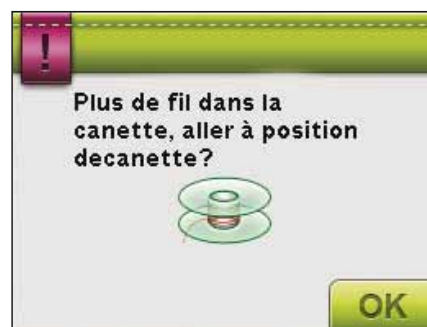 !
Plus de fil dans la
canette, aller à position
decanette?
OK